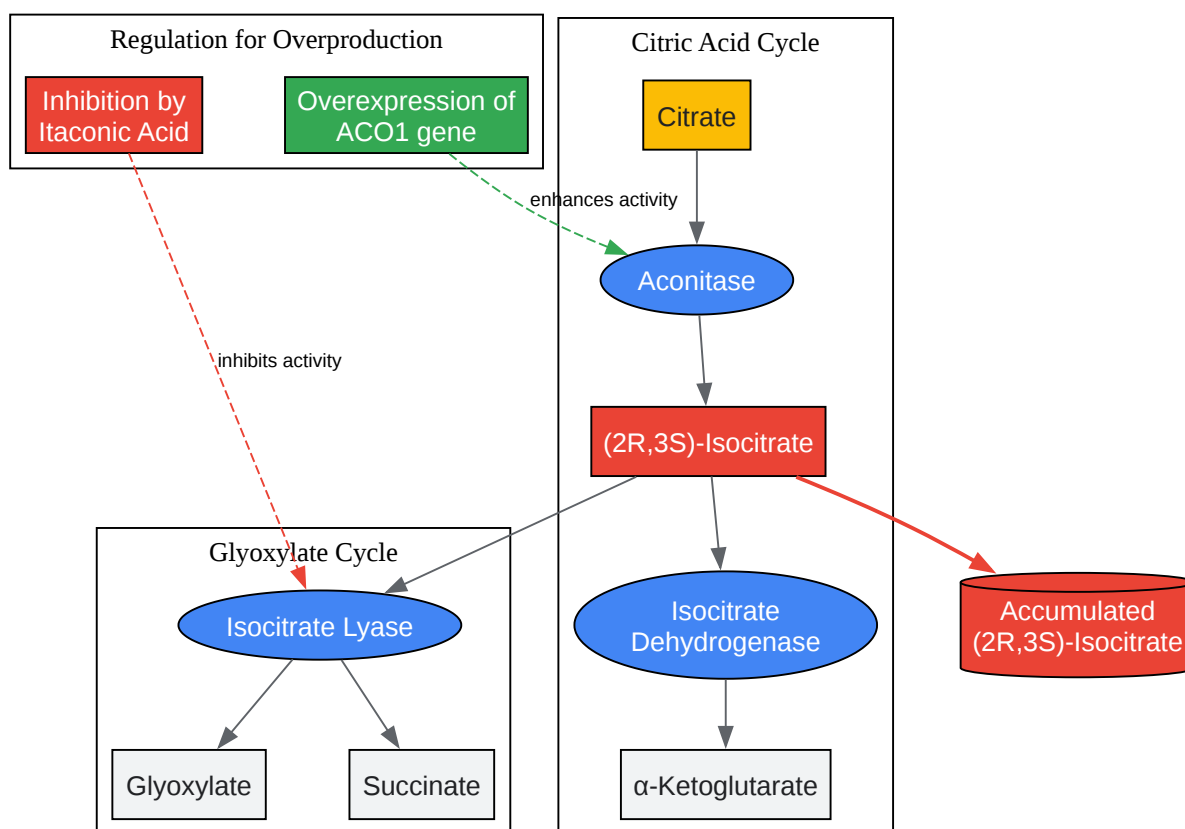 Regulation for Overproduction
Inhibition by
Itaconic Acid
Overexpression of
ACO1 gene
Citric Acid Cycle
Citrate
enhances activity
Aconitase
inhibits activity
(2R,3S)-Isocitrate
Glyoxylate Cycle
Isocitrate Lyase
Isocitrate
Dehydrogenase
Accumulated
(2R,3S)-Isocitrate
Glyoxylate
Succinate
α-Ketoglutarate